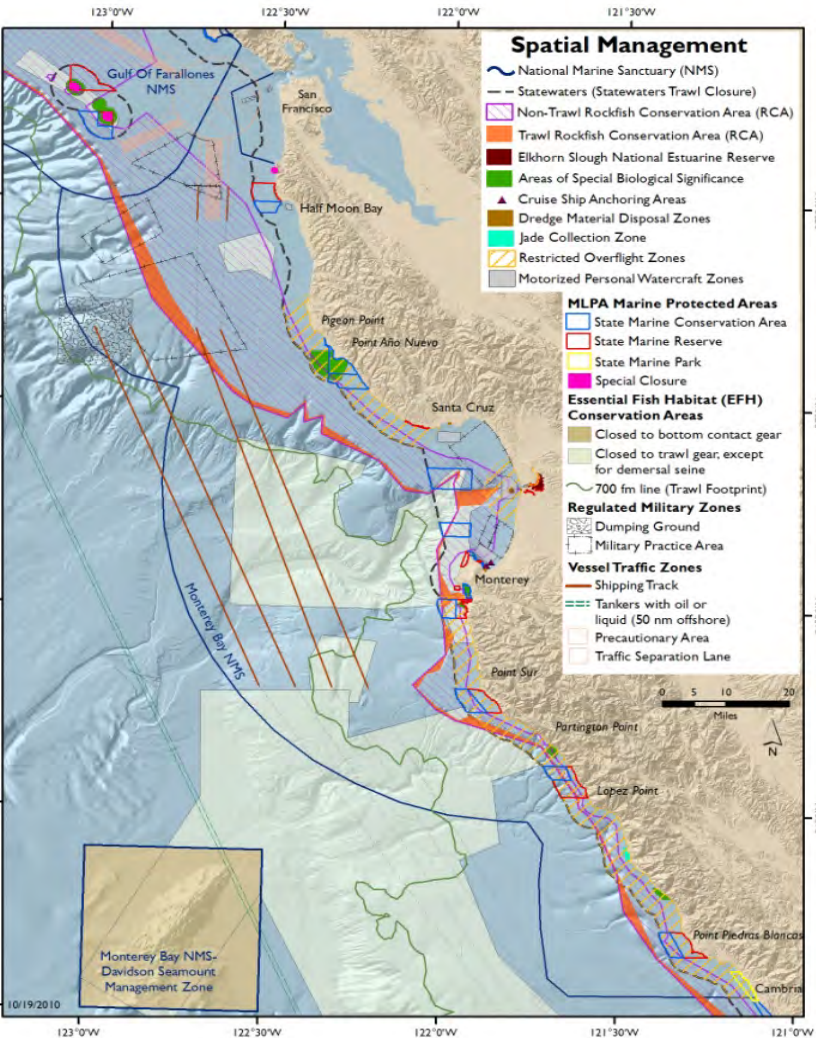 123°0'W
122°30'W
122°0'W
121°30'W
Spatial Management
National Marine Sanctuary (NMS)
Statewaters (Statewaters Trawl Closure)
Non-Trawl Rockfish Conservation Area (RCA)
Trawl Rockfish Conservation Area (RCA)
Elkhorn Slough National Estuarine Reserve
Areas of Special Biological Significance
Cruise Ship Anchoring Areas
Dredge Material Disposal Zones
Jade Collection Zone
Restricted Overflight Zones
Motorized Personal Watercraft Zones
MLPA Marine Protected Areas
State Marine Conservation Area
State Marine Reserve
State Marine Park
Special Closure
Essential Fish Habitat (EFH)
Conservation Areas
Closed to bottom contact gear
Closed to trawl gear, except
for demersal seine
700 fm line (Trawl Footprint)
Regulated Military Zones
Dumping Ground
Military Practice Area
Vessel Traffic Zones
Shipping Track
Tankers with oil or
liquid (50 nm offshore)
Precautionary Area
Traffic Separation Lane
0 5 10 20
Miles
N
Gulf Of Farallones
NMS
San
Francisco
Half Moon Bay
Pigeon Point
Point Año Nuevo
Santa Cruz
Monterey
Monterey Bay NMS
Point Sur
Partington Point
Lopez Point
Point Piedras Blancas
Cambria
Monterey Bay NMS-
Davidson Seamount
Management Zone
10/19/2010
123°0'W
122°30'W
122°0'W
121°30'W
121°0'W